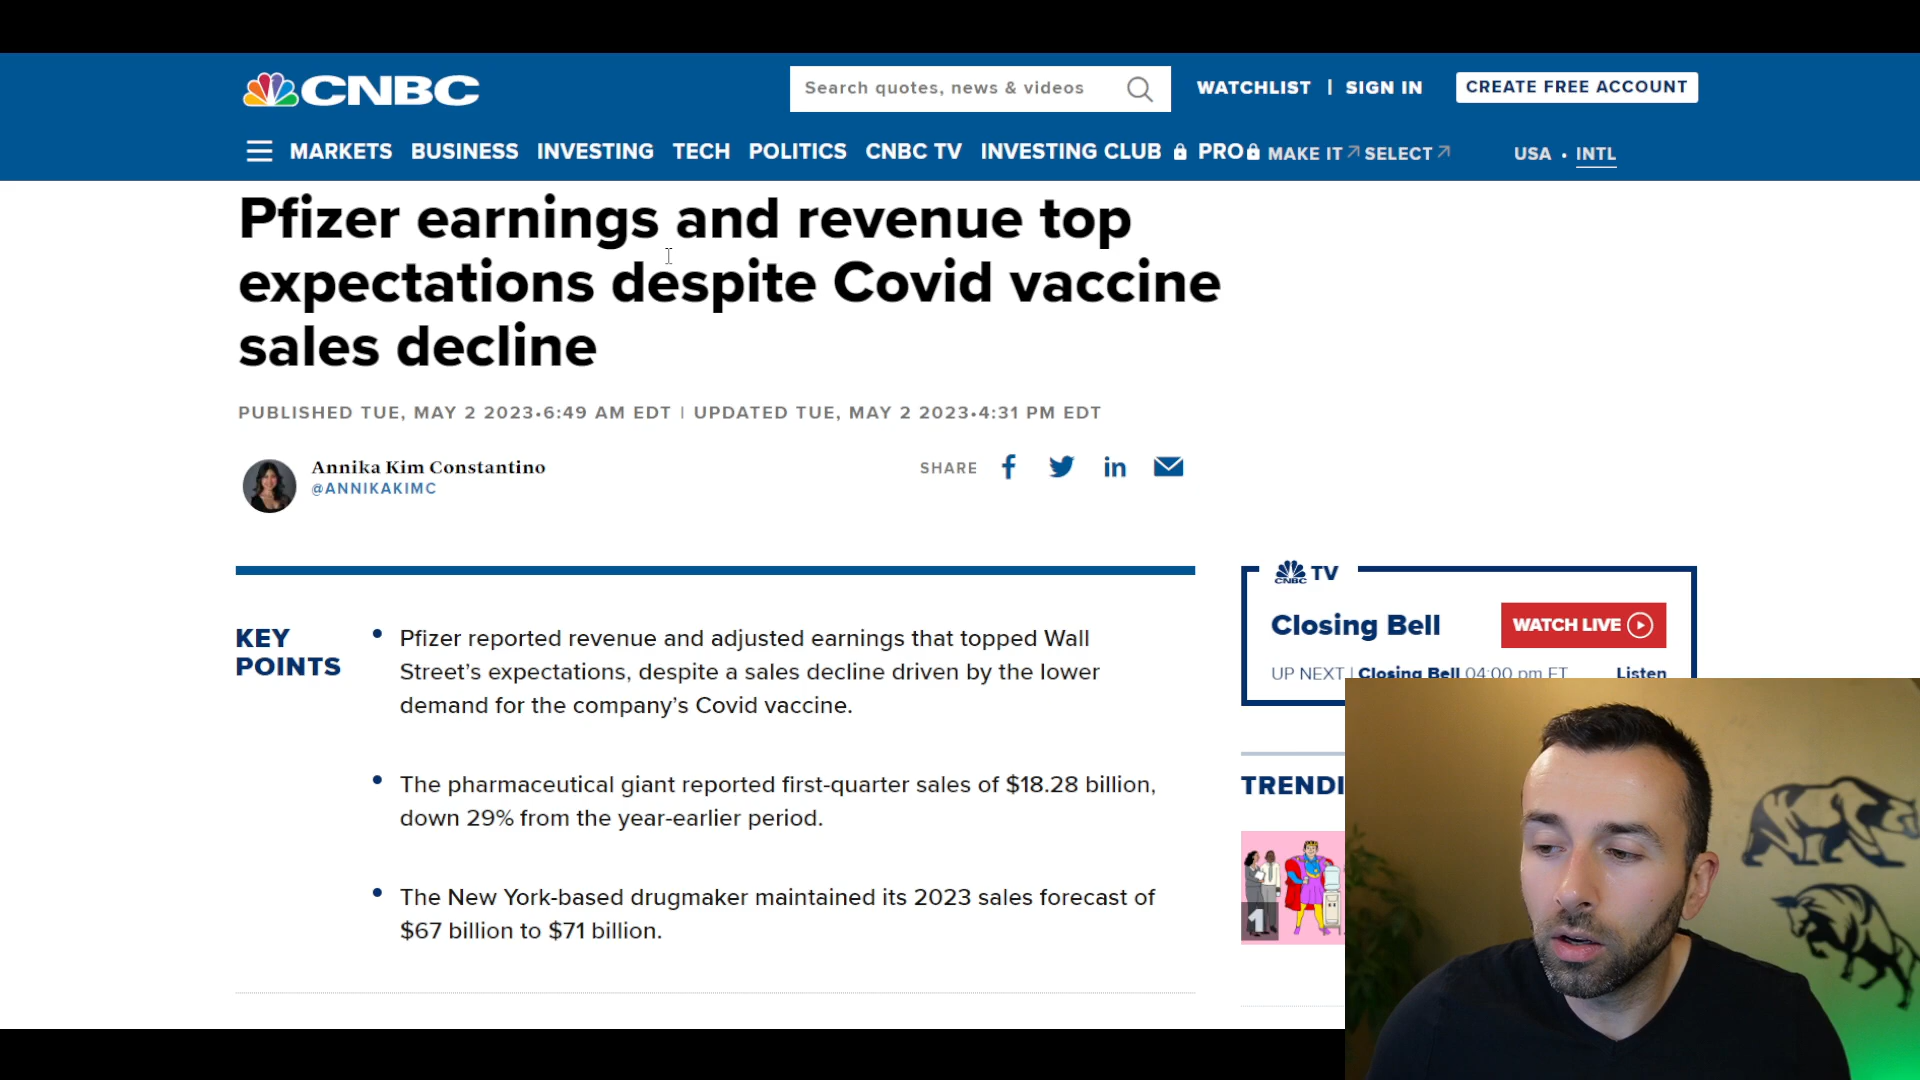 CNBC
Search quotes, news & videos
WATCHLIST | SIGN IN
CREATE FREE ACCOUNT
MARKETS BUSINESS INVESTING TECH POLITICS CNBC TV INVESTING CLUB PRO MAKE IT SELECT USA • INTL
Pfizer earnings and revenue top
expectations despite Covid vaccine
sales decline
PUBLISHED TUE, MAY 2 2023•6:49 AM EDT | UPDATED TUE, MAY 2 2023•4:31 PM EDT
Annika Kim Constantino
@ANNIKAKIMC
SHARE
KEY
POINTS
• Pfizer reported revenue and adjusted earnings that topped Wall
Street's expectations, despite a sales decline driven by the lower
demand for the company's Covid vaccine.
• The pharmaceutical giant reported first-quarter sales of $18.28 billion,
down 29% from the year-earlier period.
• The New York-based drugmaker maintained its 2023 sales forecast of
$67 billion to $71 billion.
CNBC TV
Closing Bell
WATCH LIVE
UP NEXT | Closing Bell 04:00 pm ET
Listen
TRENDI
1